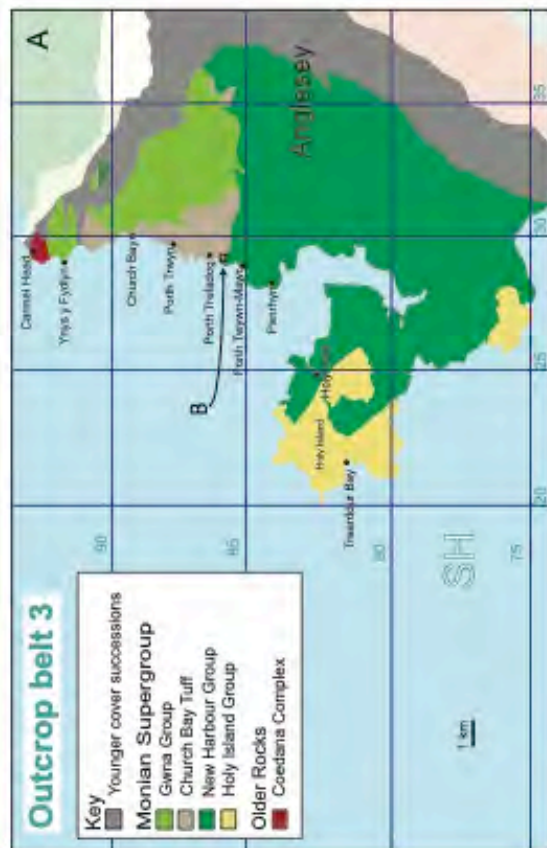 Outcrop belt 3
A
Key
Younger cover successions
Monian Supergroup
Gwna Group
Church Bay Tuff
New Harbour Group
Holy Island Group
Older Rocks
Coedana Complex
Carmel Head
Ynys y Fydlyn
Church Bay
Porth Trwyn
Porth Trefadog
B
Porth Twywn-Mawr
Penrhyn
Anglesey
Holy Island
Trearddur Bay
SH
1 km
90
85
80
75
20
25
30
35